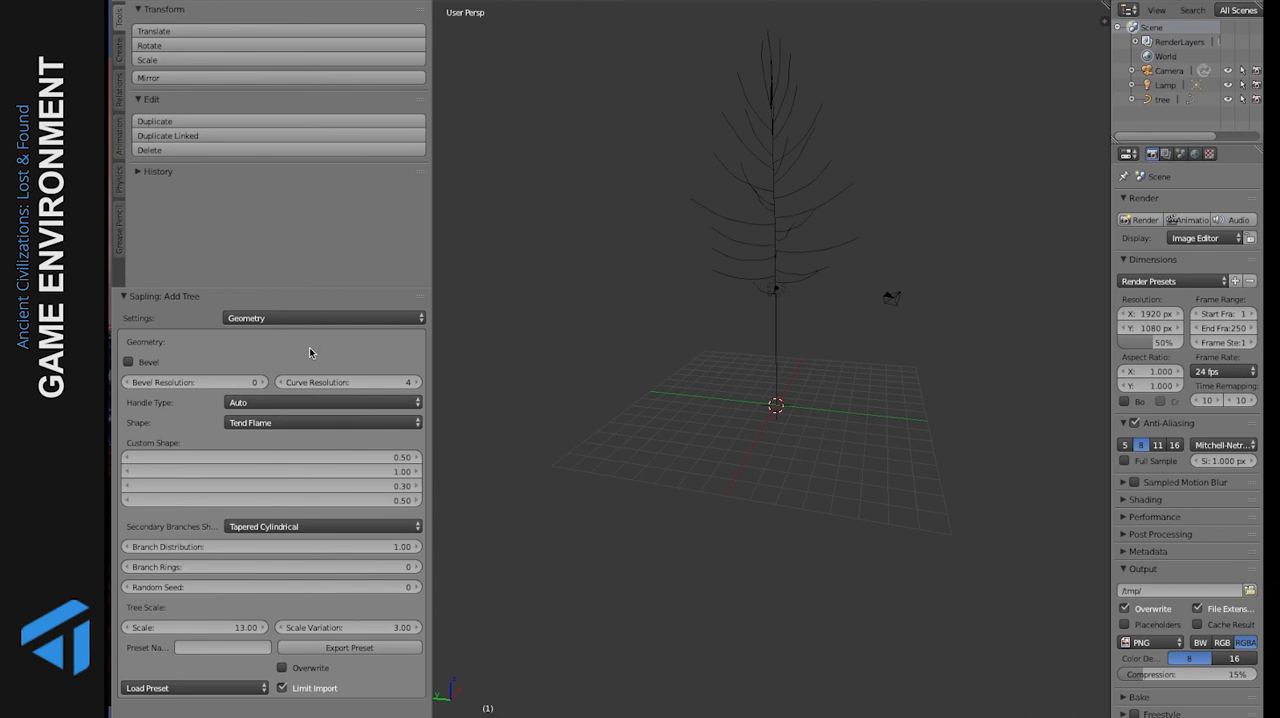 Ancient Civilizations: Lost & Found
GAME ENVIRONMENT
Tools
Create
Relations
Animation
Physics
Grease Pencil
Transform
Translate
Rotate
Scale
Mirror
Edit
Duplicate
Duplicate Linked
Delete
History
Sapling: Add Tree
Settings: Geometry
Geometry:
Bevel
Bevel Resolution: 0 Curve Resolution: 4
Handle Type: Auto
Shape: Tend Flame
Custom Shape:
0.50
1.00
0.30
0.50
Secondary Branches Sh... Tapered Cylindrical
Branch Distribution: 1.00
Branch Rings: 0
Random Seed: 0
Tree Scale:
Scale: 13.00 Scale Variation: 3.00
Preset Na... Export Preset
Overwrite
Load Preset Limit Import
User Persp
(1)
View Search All Scenes
Scene
RenderLayers
World
Camera
Lamp
tree
Scene
Render
Render Animatio Audio
Display: Image Editor
Dimensions
Render Presets
Resolution: Frame Range:
X: 1920 px Start Fra: 1
Y: 1080 px End Fra:250
50% Frame Ste:1
Aspect Ratio: Frame Rate:
X: 1.000 24 fps
Y: 1.000 Time Remapping:
Bo Cr 10 10
Anti-Aliasing
5 8 11 16 Mitchell-Netr...
Full Sample Si: 1.000 px
Sampled Motion Blur
Shading
Performance
Post Processing
Metadata
Output
/tmp/
Overwrite File Extens...
Placeholders Cache Result
PNG BW RGB RGBA
Color De... 8 16
Compression: 15%
Bake
Freestyle